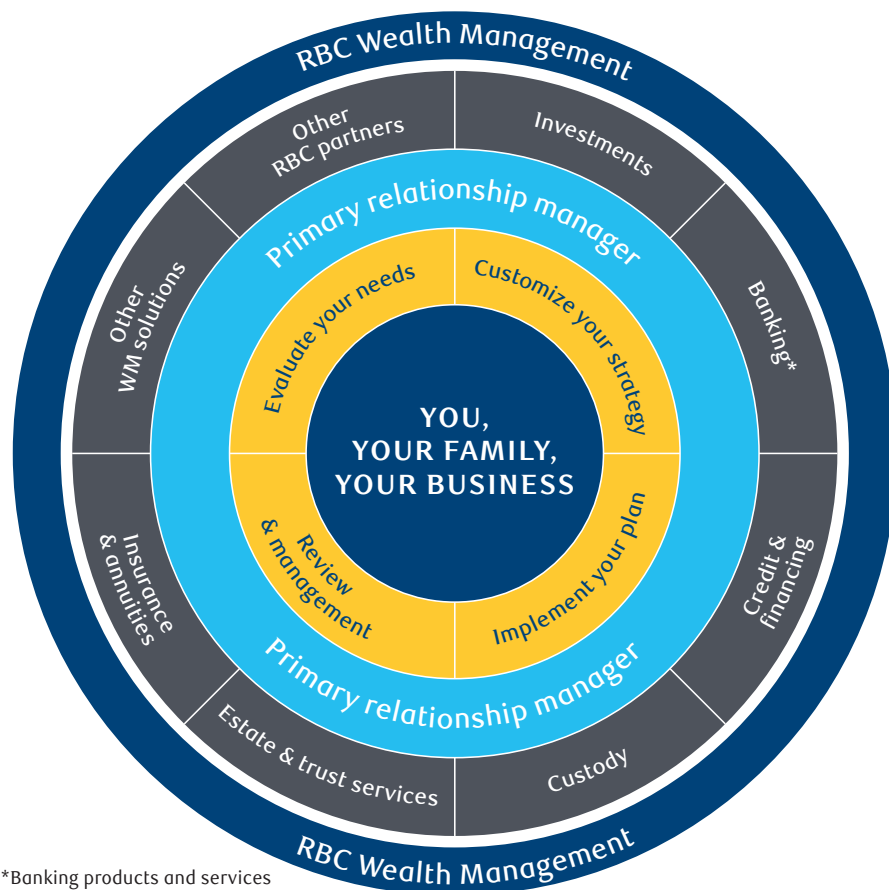 RBC Wealth Management
Other
RBC partners
Investments
Banking*
Credit &
financing
Custody
Estate & trust services
Insurance
& annuities
Other
WM solutions
Primary relationship manager
Evaluate your needs
Customize your strategy
Implement your plan
Review
& management
YOU,
YOUR FAMILY,
YOUR BUSINESS
Primary relationship manager
RBC Wealth Management
*Banking products and services